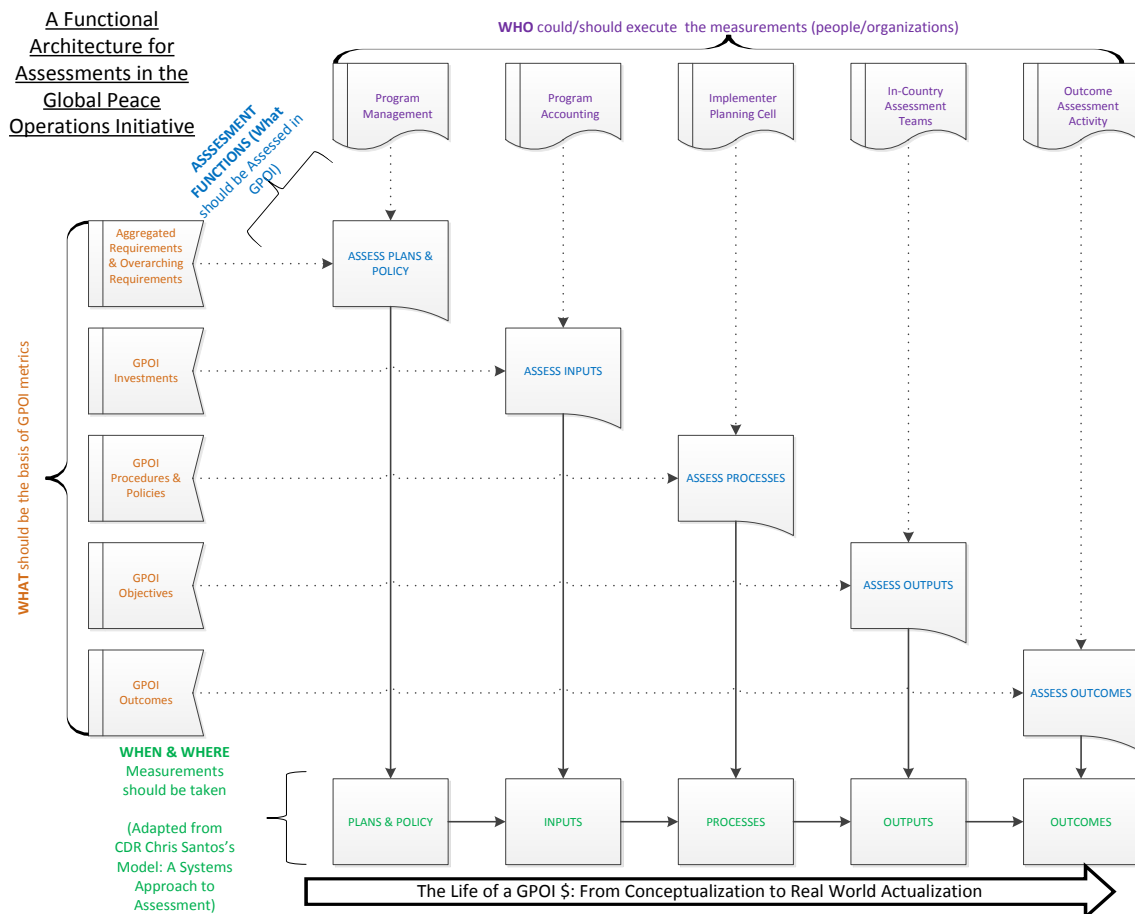 A Functional
Architecture for
Assessments in the
Global Peace
Operations Initiative
WHO could/should execute  the measurements (people/organizations)
Program
Management
Program
Accounting
Implementer
Planning Cell
In-Country
Assessment
Teams
Outcome
Assessment
Activity
ASSSESMENT
FUNCTIONS (What
should be Assessed in
GPOI)
WHAT should be the basis of GPOI metrics
Aggregated
Requirements
& Overarching
Requirements
ASSESS PLANS &
POLICY
GPOI
Investments
ASSESS INPUTS
GPOI
Procedures &
Policies
ASSESS PROCESSES
GPOI
Objectives
ASSESS OUTPUTS
GPOI
Outcomes
ASSESS OUTCOMES
WHEN & WHERE
Measurements
should be taken
(Adapted from
CDR Chris Santos’s
Model: A Systems
Approach to
Assessment)
PLANS & POLICY
INPUTS
PROCESSES
OUTPUTS
OUTCOMES
The Life of a GPOI $: From Conceptualization to Real World Actualization